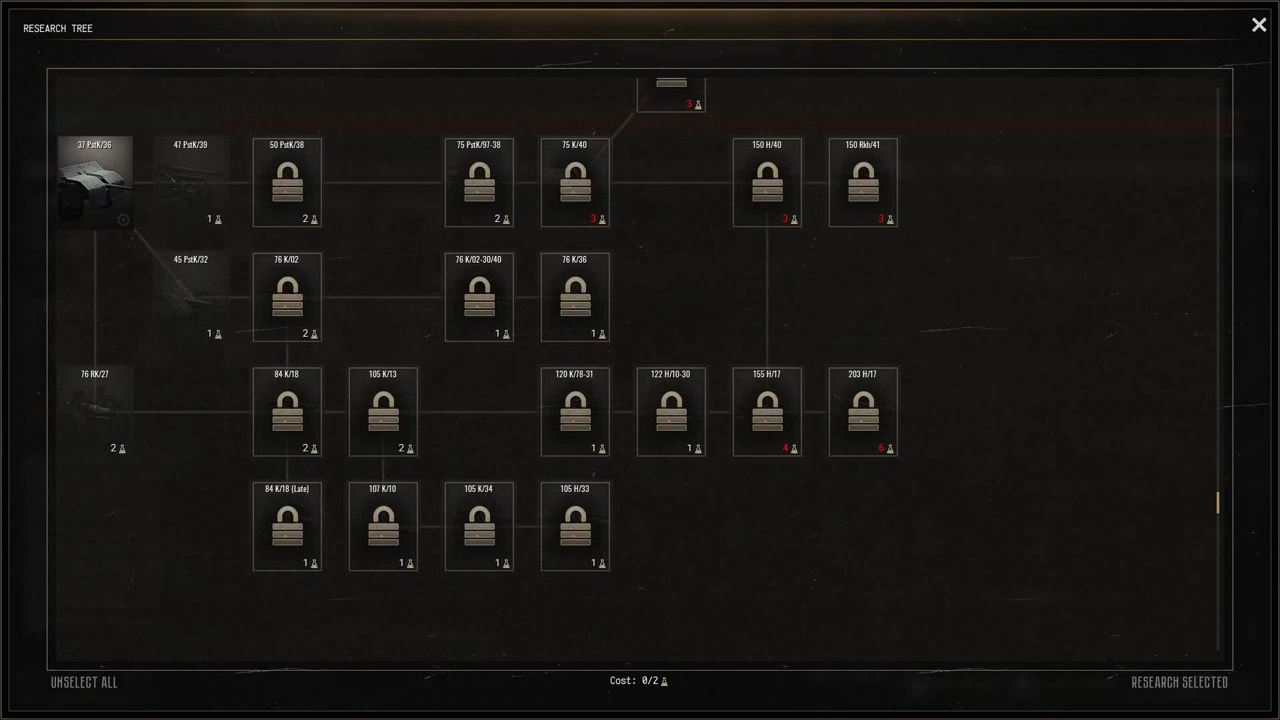 RESEARCH TREE
3
37 PstK/36
47 PstK/39
50 PstK/38
75 PstK/97-38
75 K/40
150 H/40
150 Rkh/41
1
2
2
3
3
3
45 PstK/32
76 K/02
76 K/02-30/40
76 K/36
1
2
1
1
76 RK/27
84 K/18
105 K/13
120 K/78-31
122 H/10-30
155 H/17
203 H/17
2
2
2
1
1
4
6
84 K/18 (Late)
107 K/10
105 K/34
105 H/33
1
1
1
1
UNSELECT ALL
Cost: 0/2
RESEARCH SELECTED